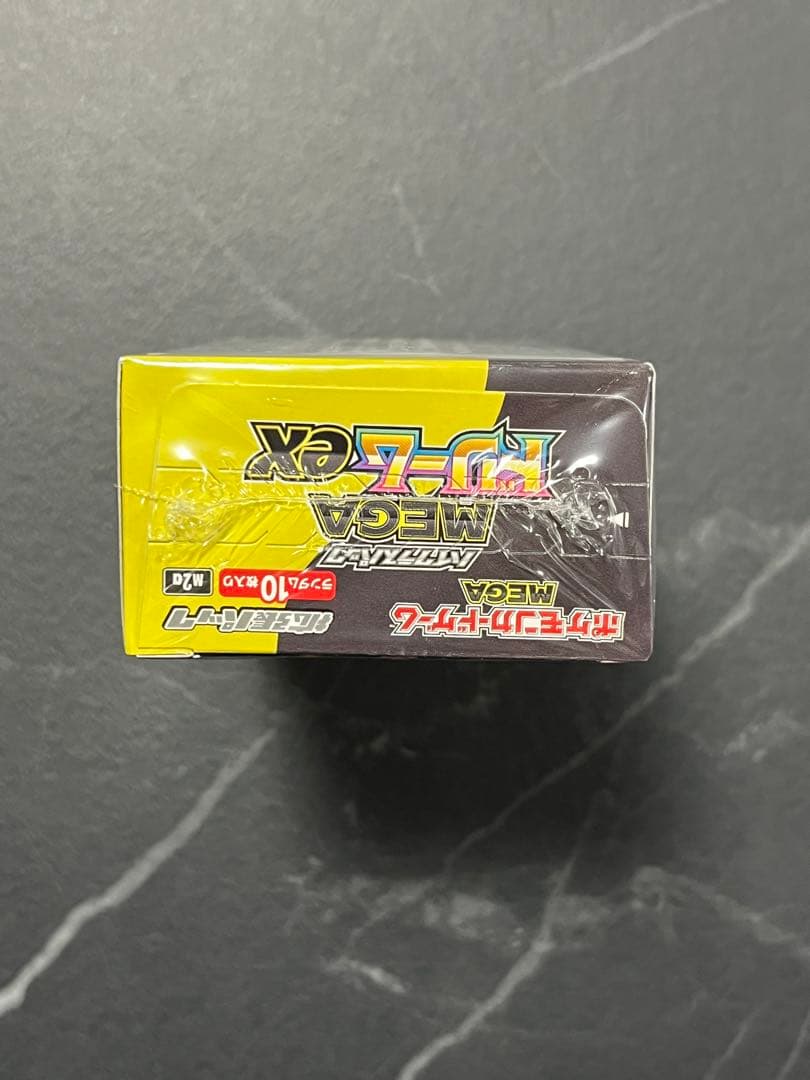 ポケモンカードゲーム
MEGA
拡張パック
ランダム10枚入り
M2a
ハイクラスパック
MEGA
ドリームex